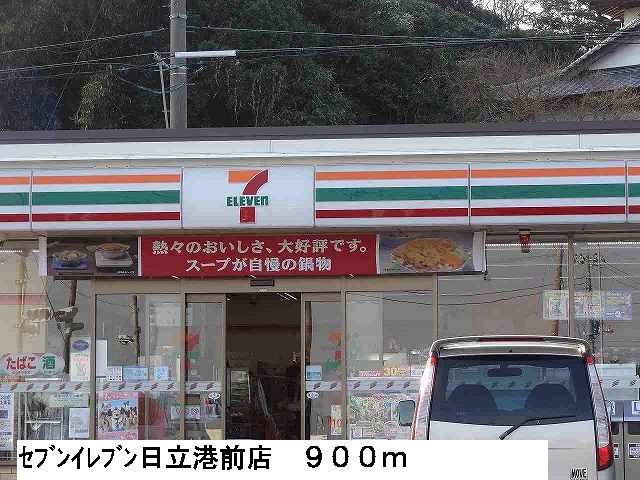 7
ELEVEN
熱々のおいしさ、大好評です。
スープが自慢の鍋物
たばこ 酒
30
MOVE
ｾﾌﾞﾝｲﾚﾌﾞﾝ日立港前店　９００ｍ